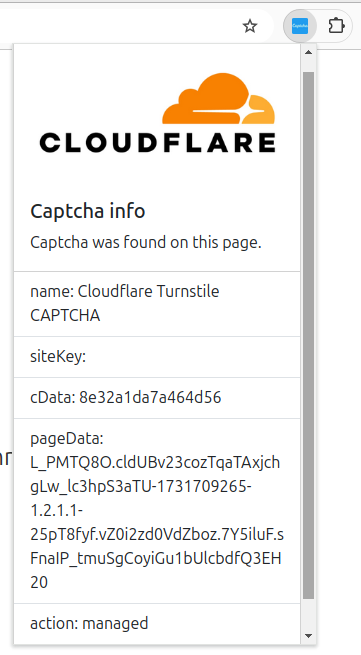 Captcha
CLOUDFLARE
Captcha info
Captcha was found on this page.
name: Cloudflare Turnstile
CAPTCHA
siteKey:
cData: 8e32a1da7a464d56
pageData:
L_PMTQ8O.cldUBv23cozTqaTAxjch
gLw_lc3hpS3aTU-1731709265-
1.2.1.1-
25pT8fyf.vZ0i2zd0VdZboz.7Y5iluF.s
FnaIP_tmuSgCoyiGu1bUlcbdfQ3EH
20
action: managed